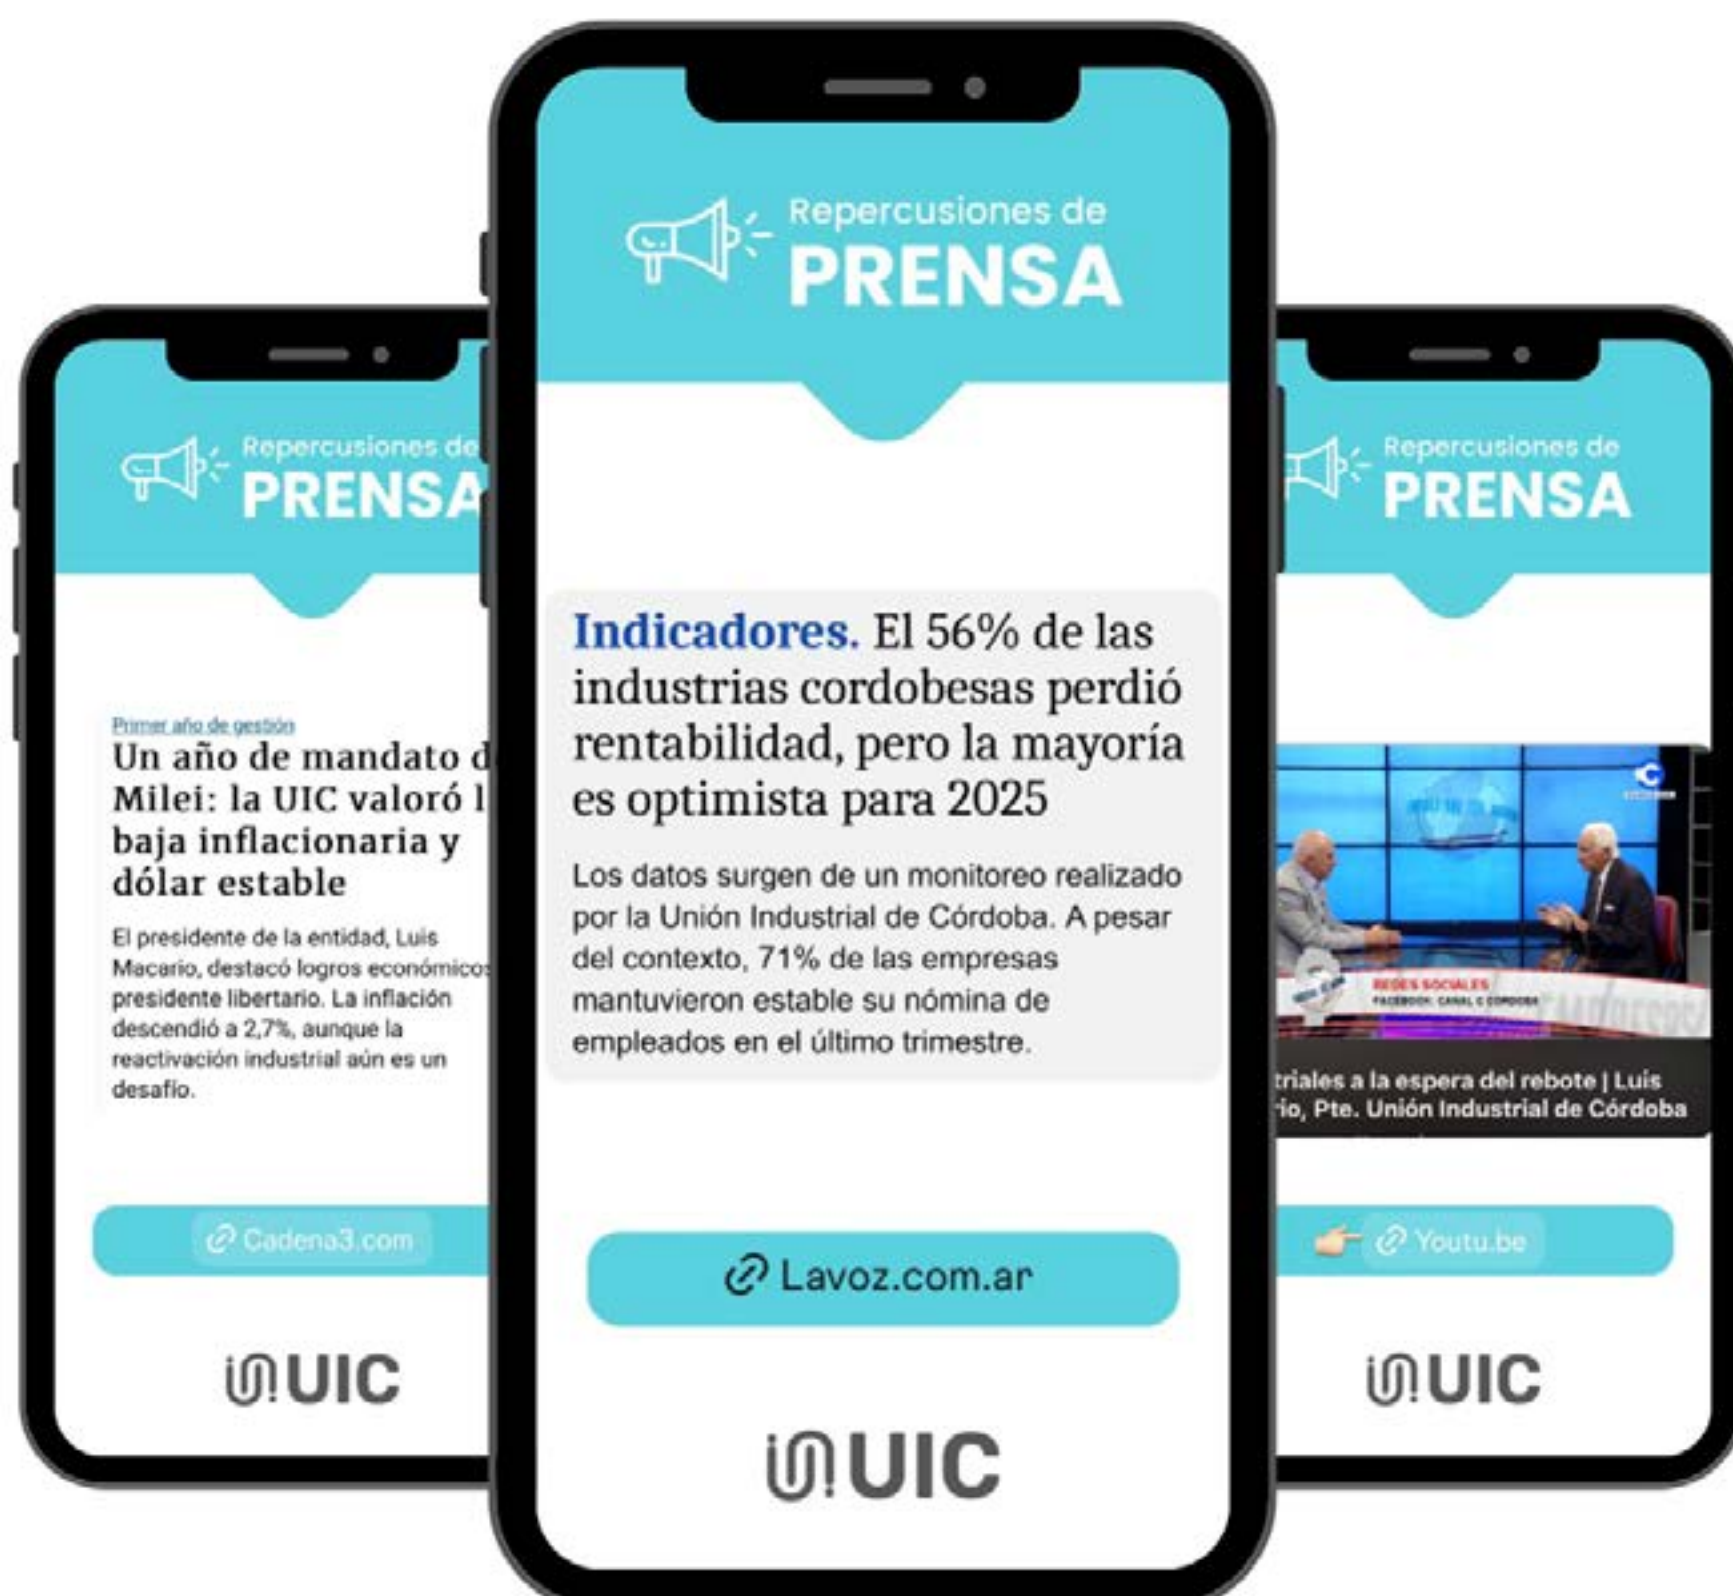 Repercusiones de
PRENSA
Indicadores. El 56% de las
industrias cordobesas perdió
rentabilidad, pero la mayoría
es optimista para 2025
Los datos surgen de un monitoreo realizado
por la Unión Industrial de Córdoba. A pesar
del contexto, 71% de las empresas
mantuvieron estable su nómina de
empleados en el último trimestre.
Lavoz.com.ar
UIC
Repercusiones de
PRENSA
Primer año de gestión
Un año de mandato d
Milei: la UIC valoró l
baja inflacionaria y
dólar estable
El presidente de la entidad, Luis
Macario, destacó logros económicos
presidente libertario. La inflación
descendió a 2,7%, aunque la
reactivación industrial aún es un
desafío.
Cadena3.com
UIC
Repercusiones de
PRENSA
REDES SOCIALES
FACEBOOK: CANAL C CORDOBA
triales a la espera del rebote | Luis
rio, Pte. Unión Industrial de Córdoba
Youtu.be
UIC